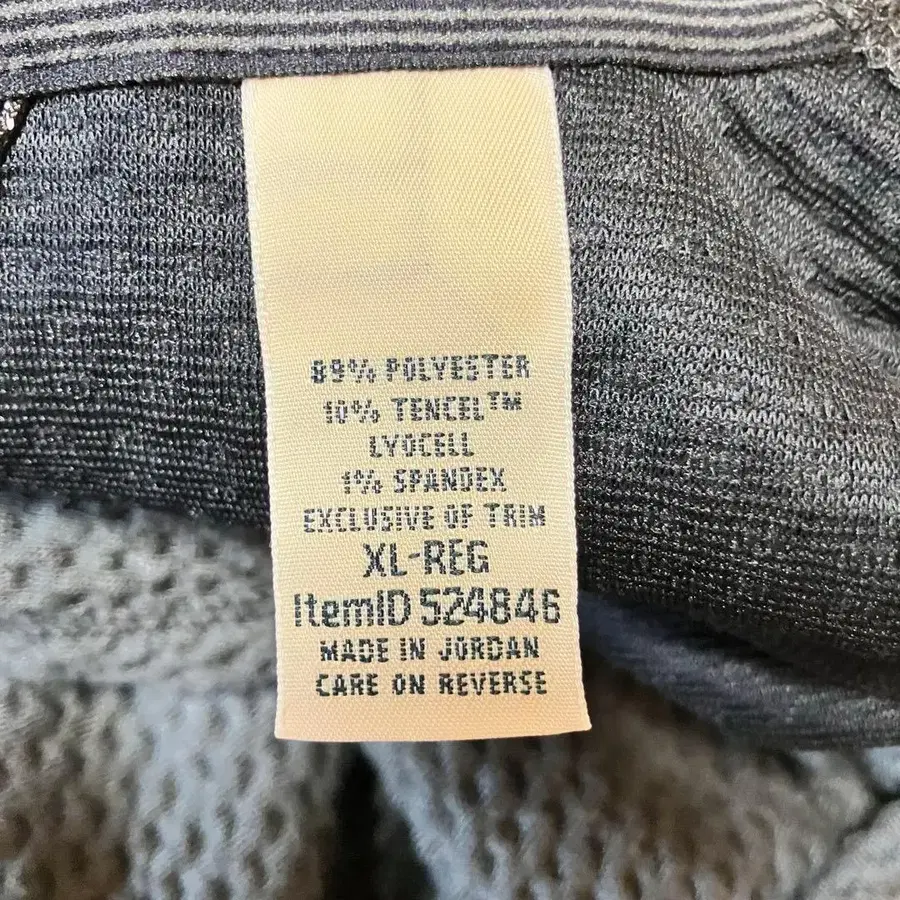 89% POLYESTER
10% TENCEL™
LYOCELL
1% SPANDEX
EXCLUSIVE OF TRIM
XL-REG
ItemID 524846
MADE IN JORDAN
CARE ON REVERSE